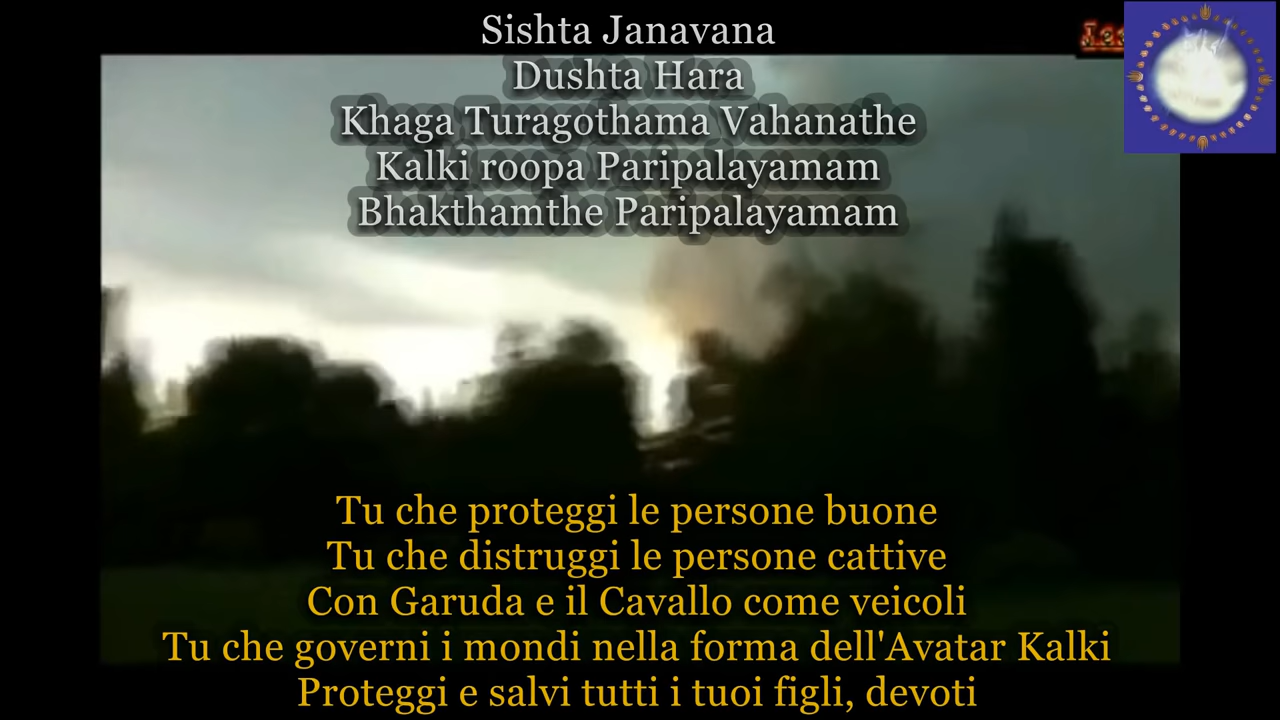 Sishta Janavana
Dushta Hara
Khaga Turagothama Vahanathe
Kalki roopa Paripalayamam
Bhakthamthe Paripalayamam
Tu che proteggi le persone buone
Tu che distruggi le persone cattive
Con Garuda e il Cavallo come veicoli
Tu che governi i mondi nella forma dell'Avatar Kalki
Proteggi e salvi tutti i tuoi figli, devoti